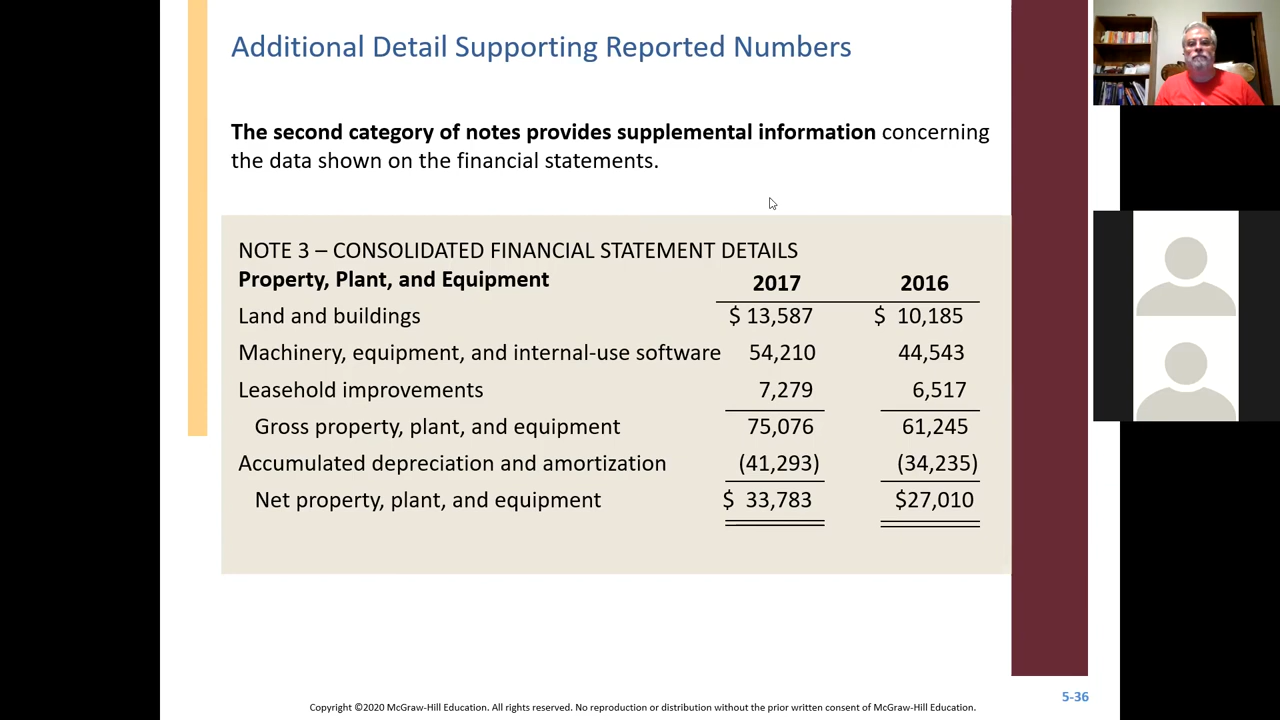 Additional Detail Supporting Reported Numbers
The second category of notes provides supplemental information concerning
the data shown on the financial statements.
NOTE 3 – CONSOLIDATED FINANCIAL STATEMENT DETAILS
Property, Plant, and Equipment 2017 2016
Land and buildings $ 13,587 $ 10,185
Machinery, equipment, and internal-use software 54,210 44,543
Leasehold improvements 7,279 6,517
Gross property, plant, and equipment 75,076 61,245
Accumulated depreciation and amortization (41,293) (34,235)
Net property, plant, and equipment $ 33,783 $27,010
5-36
Copyright ©2020 McGraw-Hill Education. All rights reserved. No reproduction or distribution without the prior written consent of McGraw-Hill Education.